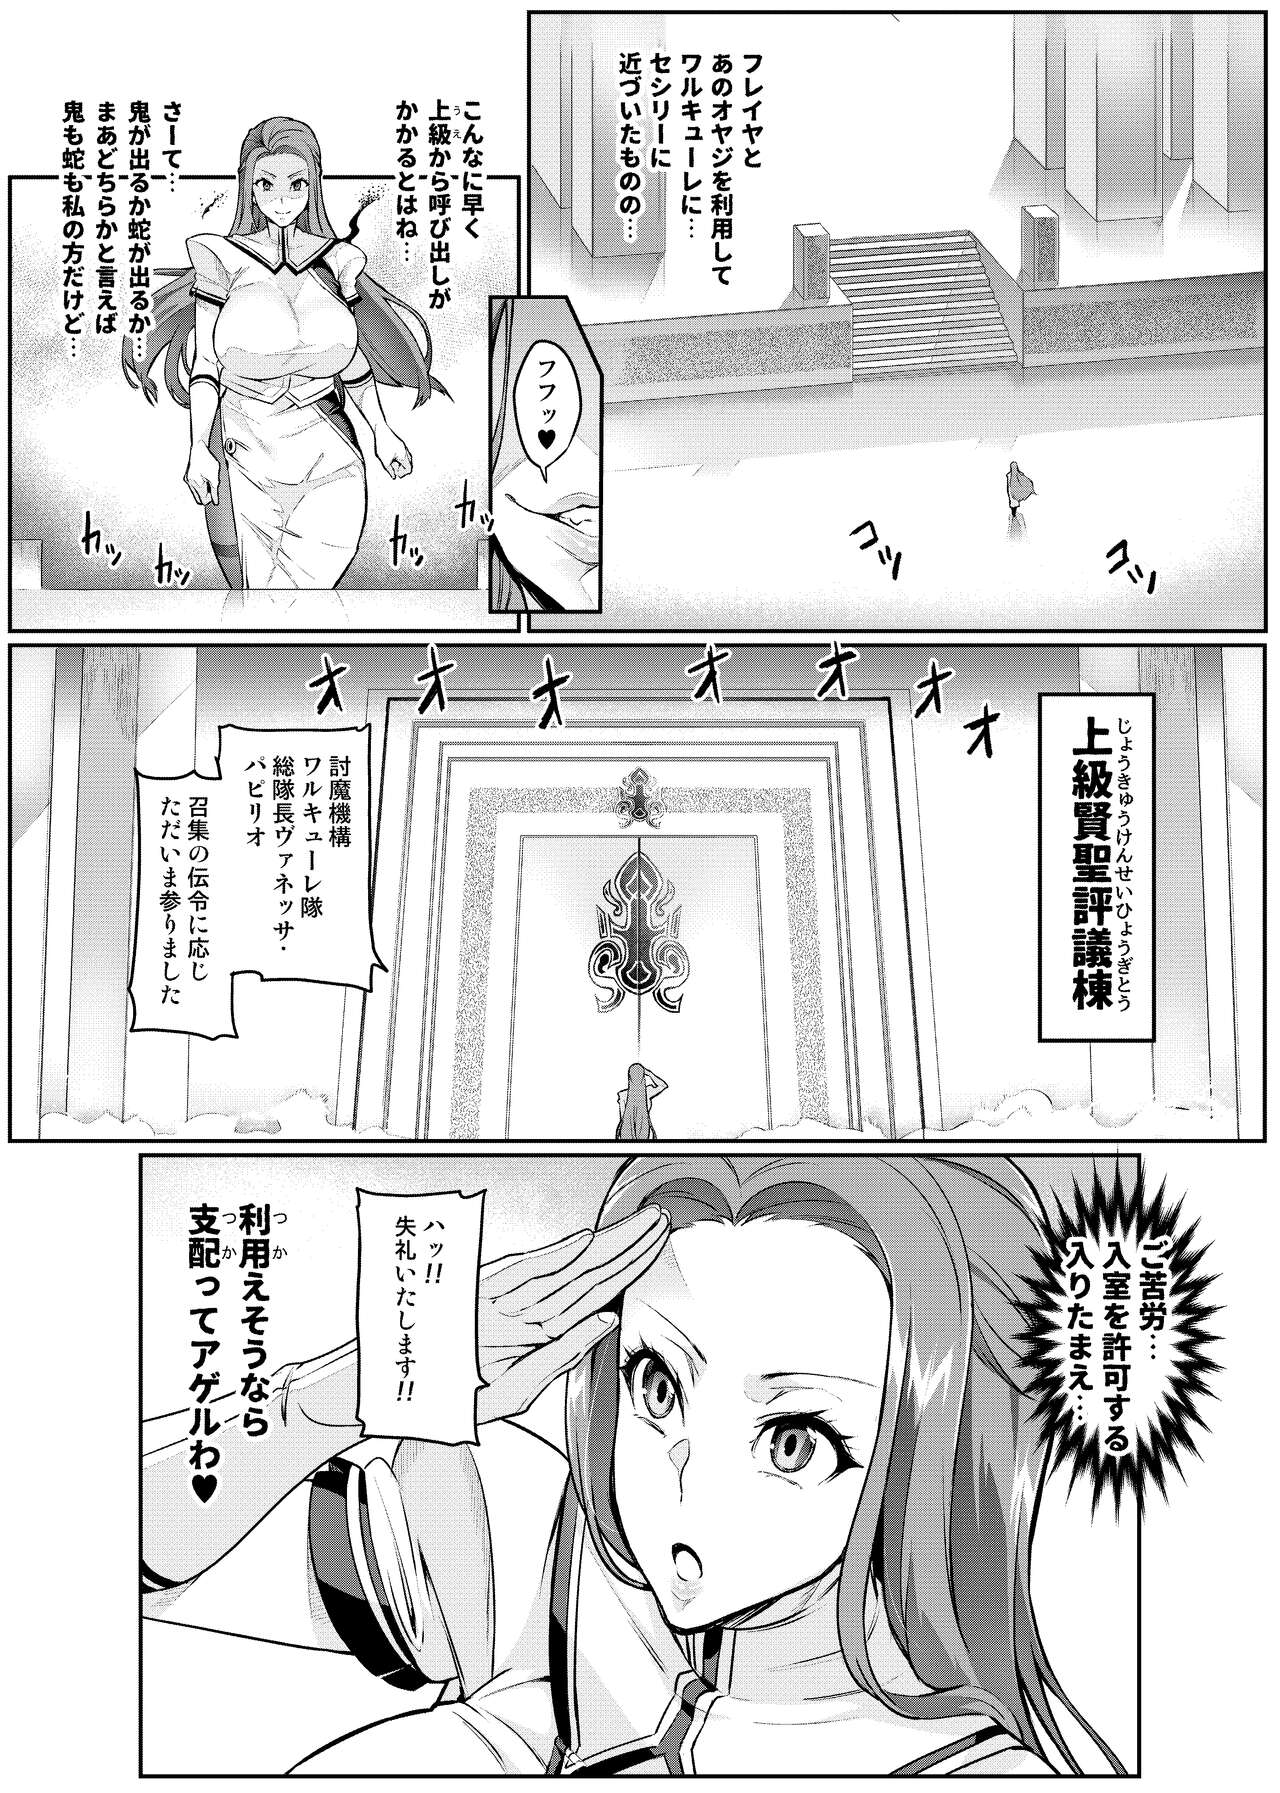 フレイヤと
あのオヤジを利用して
ワルキューレに…
セシリーに
近づいたものの…
コッ
コッ
こんなに早く
上級から呼び出しが
うえ
かかるとはね…
さーて…
鬼が出るか蛇が出るか…
まあどちらかと言えば
鬼も蛇も私の方だけど…
フフッ♥
カッ
カッ
カッ
カッ
じょうきゅうけんせいひょうぎとう
上級賢聖評議棟
オ
オ
オ
オ
オ
オ
オ
討魔機構
ワルキューレ隊
総隊長ヴァネッサ・
パピリオ
召集の伝令に応じ
ただいま参りました
ご苦労…
入室を許可する
入りたまえ…
ハッ!!
失礼いたします!!
利用えそうなら
つか
支配ってアゲルわ♥
つか